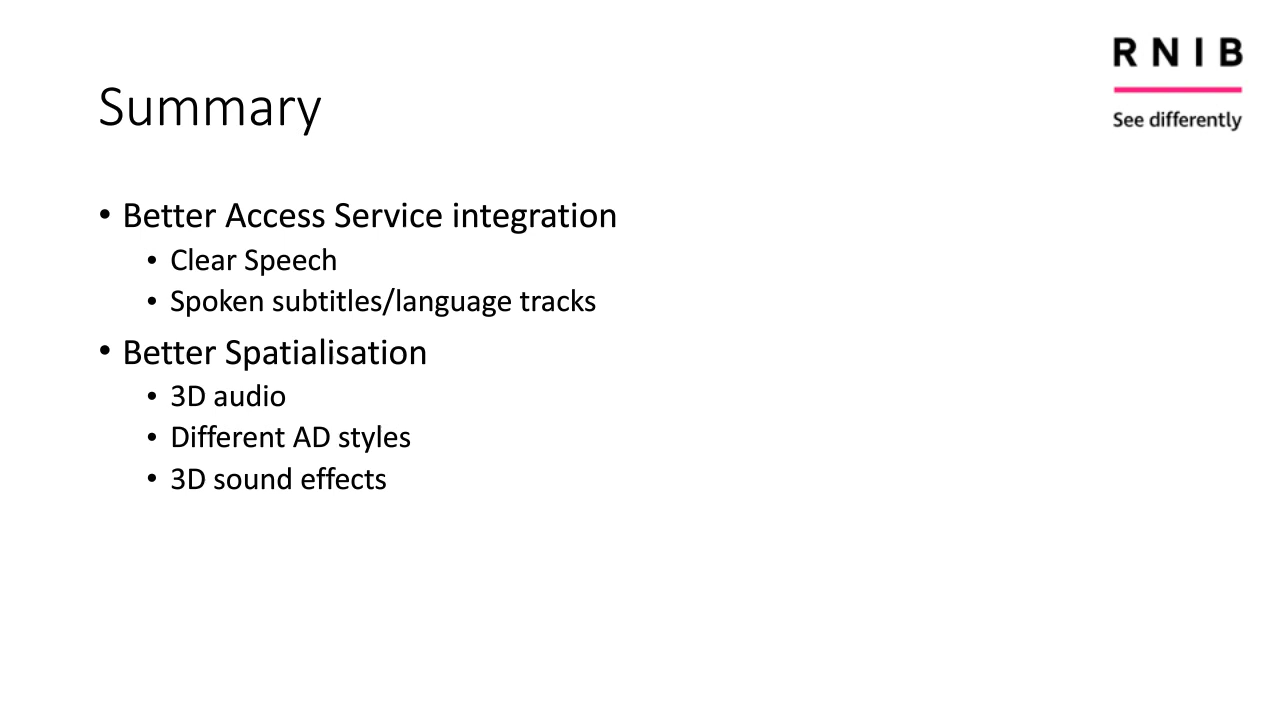 RNIB
See differently
Summary
• Better Access Service integration
• Clear Speech
• Spoken subtitles/language tracks
• Better Spatialisation
• 3D audio
• Different AD styles
• 3D sound effects